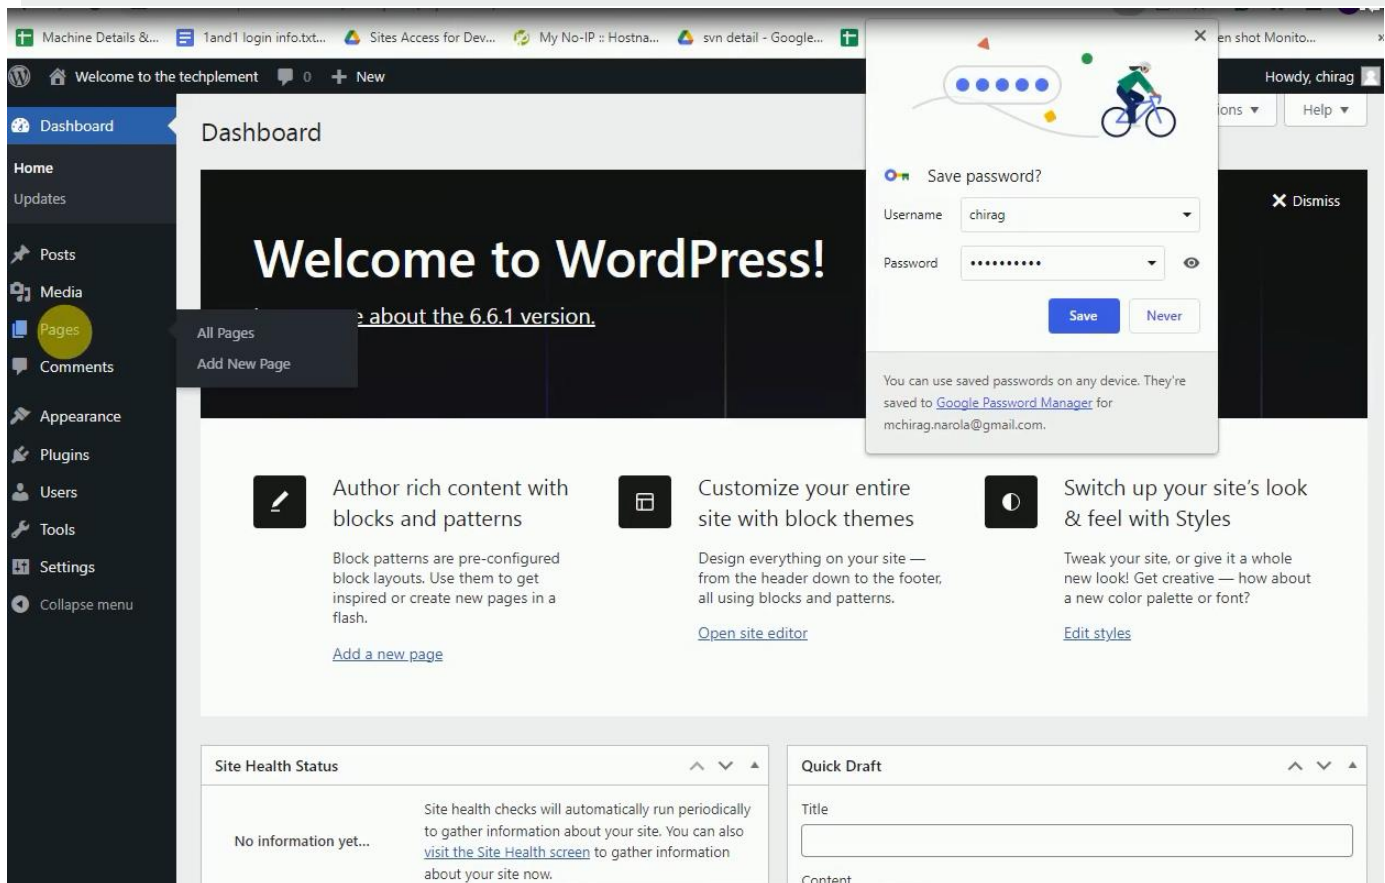 Machine Details &...
1and1 login info.txt...
Sites Access for Dev...
My No-IP :: Hostna...
svn detail - Google...
en shot Monito...
Welcome to the techplement
0
New
Howdy, chirag
Dashboard
Home
Updates
Posts
Media
Pages
All Pages
Add New Page
Comments
Appearance
Plugins
Users
Tools
Settings
Collapse menu
Dashboard
ions
Help
Welcome to WordPress!
e about the 6.6.1 version.
Dismiss
Save password?
Username
chirag
Password
••••••••••
Save
Never
You can use saved passwords on any device. They're
saved to Google Password Manager for
mchirag.narola@gmail.com.
Author rich content with
blocks and patterns
Block patterns are pre-configured
block layouts. Use them to get
inspired or create new pages in a
flash.
Add a new page
Customize your entire
site with block themes
Design everything on your site —
from the header down to the footer,
all using blocks and patterns.
Open site editor
Switch up your site's look
& feel with Styles
Tweak your site, or give it a whole
new look! Get creative — how about
a new color palette or font?
Edit styles
Site Health Status
No information yet...
Site health checks will automatically run periodically
to gather information about your site. You can also
visit the Site Health screen to gather information
about your site now.
Quick Draft
Title
Content